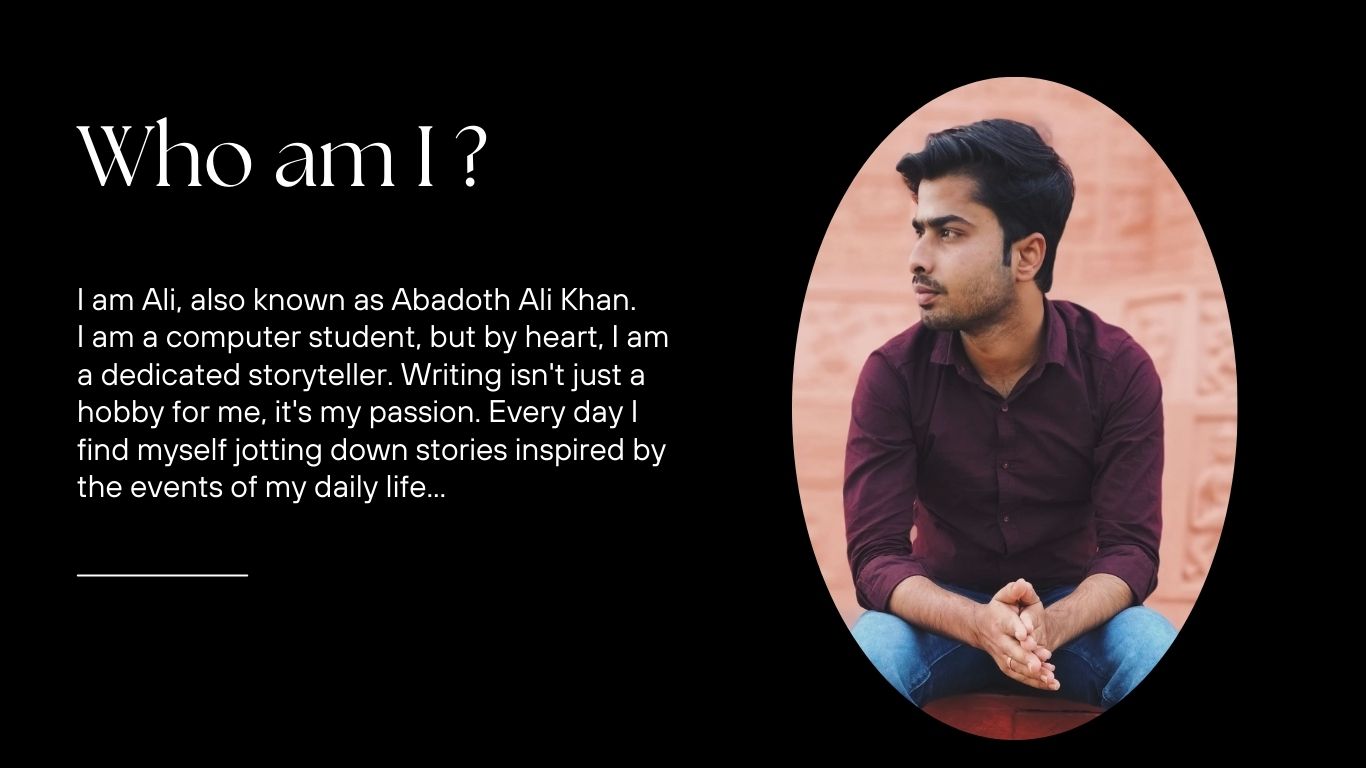 Who am I ?
I am Ali, also known as Abadoth Ali Khan.
I am a computer student, but by heart, I am
a dedicated storyteller. Writing isn't just a
hobby for me, it's my passion. Every day I
find myself jotting down stories inspired by
the events of my daily life...